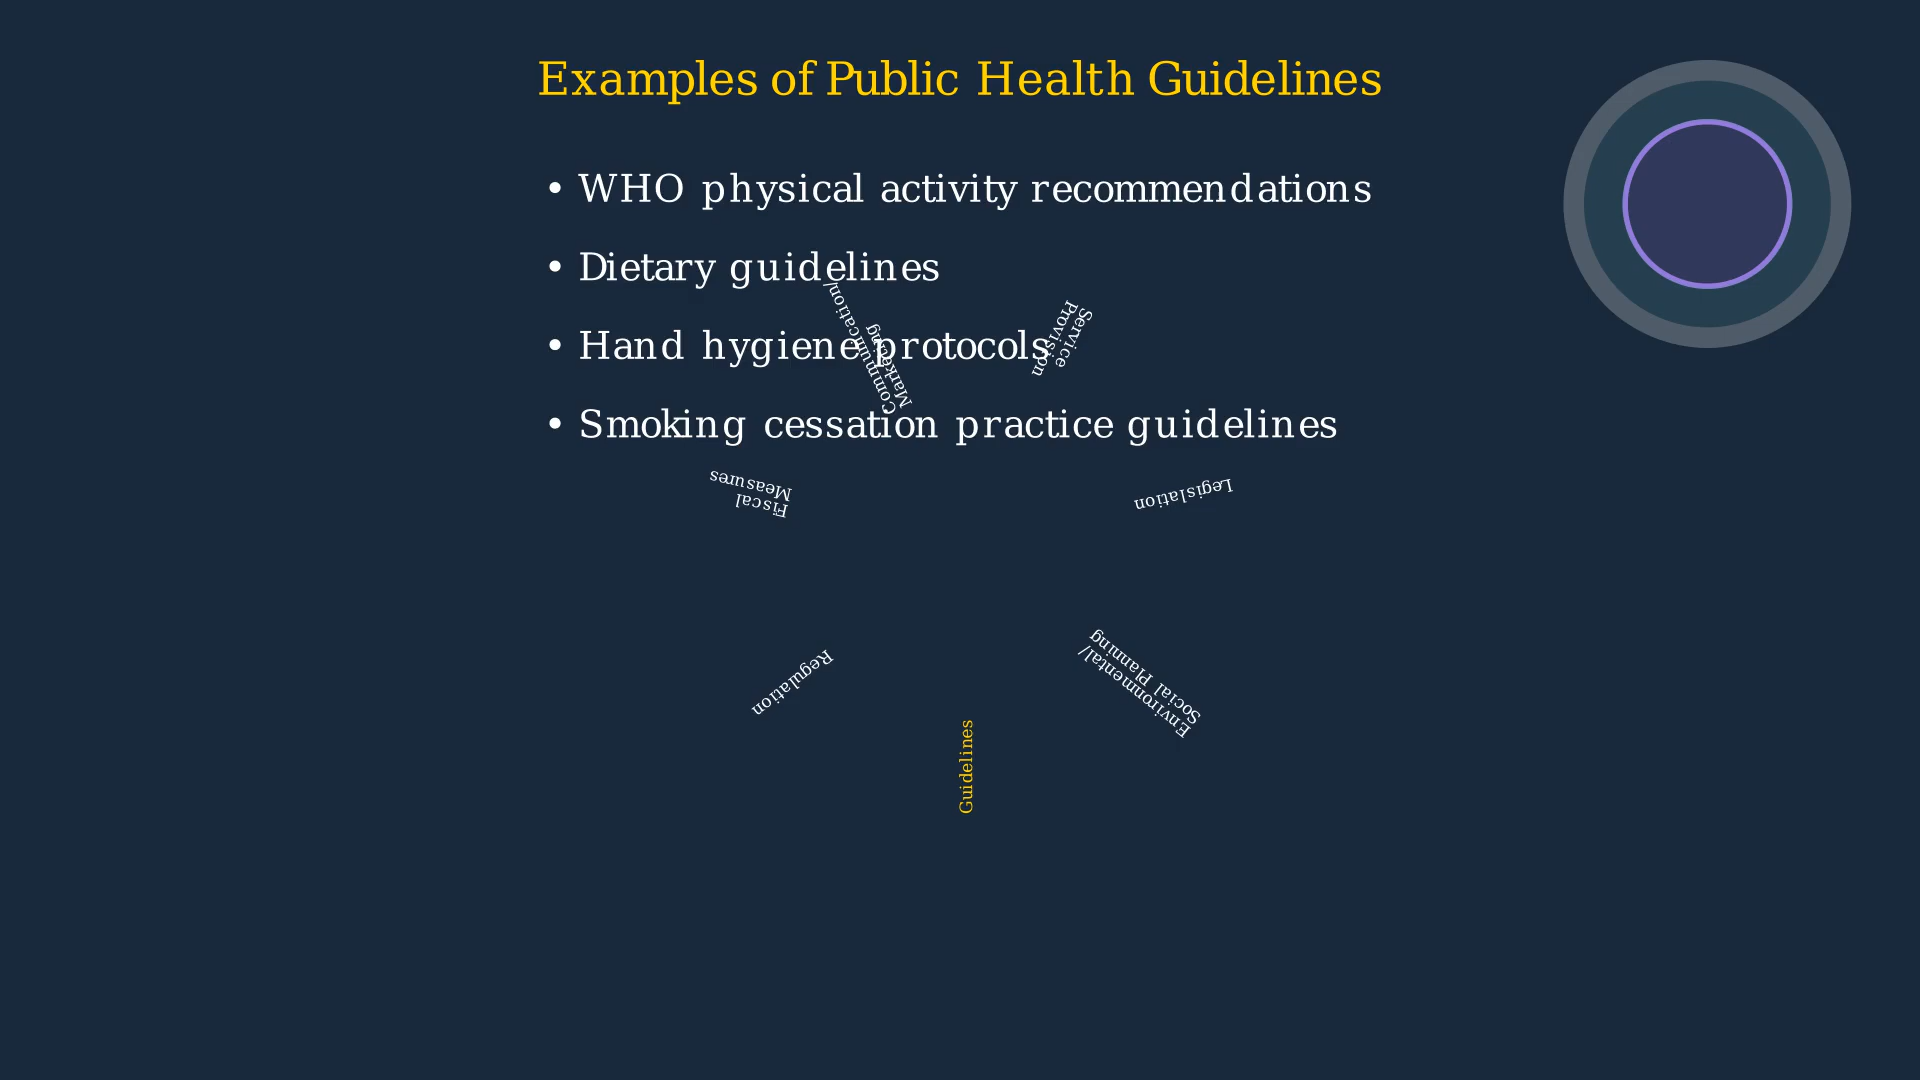 Examples of Public Health Guidelines
• WHO physical activity recommendations
• Dietary guidelines
• Hand hygiene protocols
• Smoking cessation practice guidelines
Communication/
Marketing
Service
Provision
Fiscal
Measures
Legislation
Regulation
Environmental/
Social Planning
Guidelines